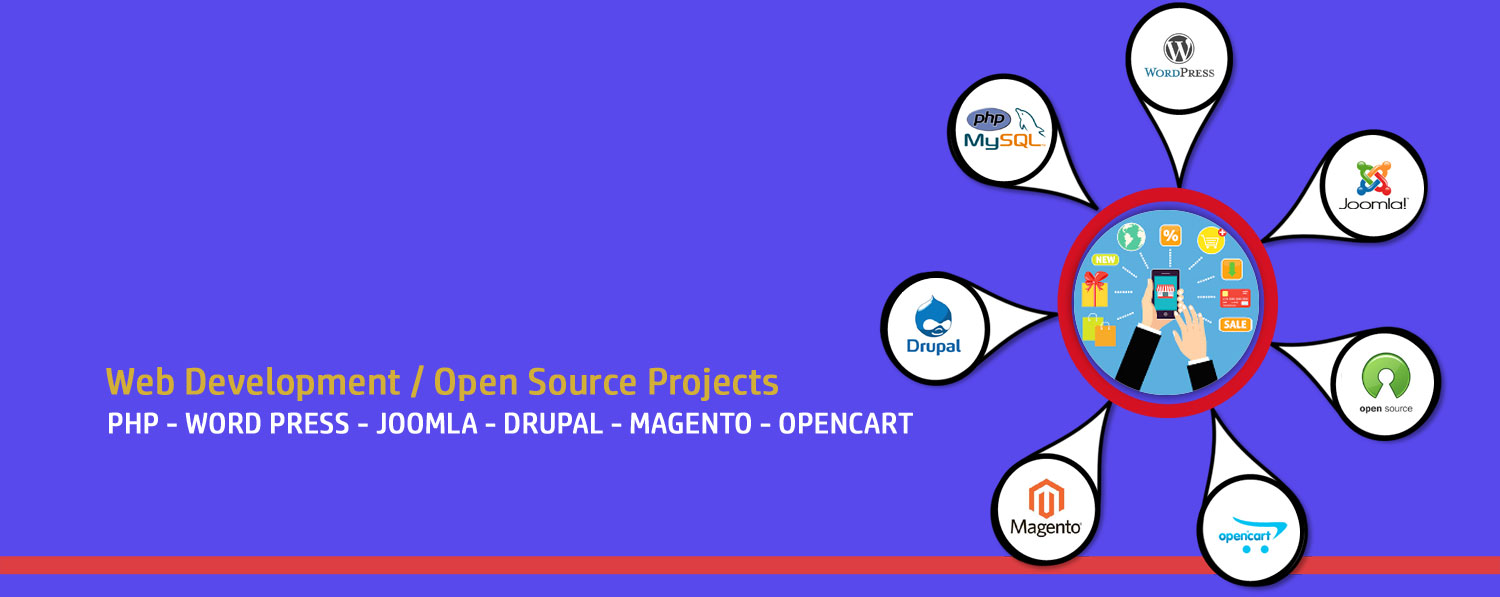 WORDPRESS
php
MySQL
Joomla!
%
NEW
SALE
Drupal
open source
Web Development / Open Source Projects
PHP - WORD PRESS - JOOMLA - DRUPAL - MAGENTO - OPENCART
Magento
opencart